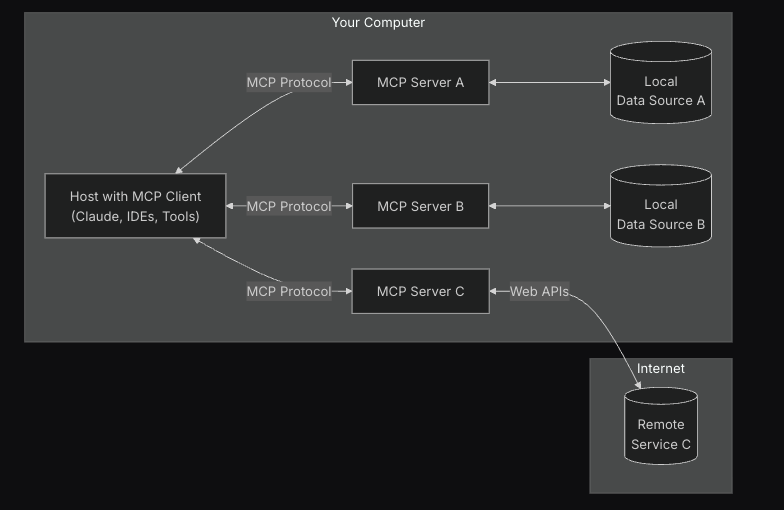 Your Computer
MCP Protocol
MCP Server A
Local
Data Source A
Host with MCP Client
(Claude, IDEs, Tools)
MCP Protocol
MCP Server B
Local
Data Source B
MCP Protocol
MCP Server C
Web APIs
Internet
Remote
Service C